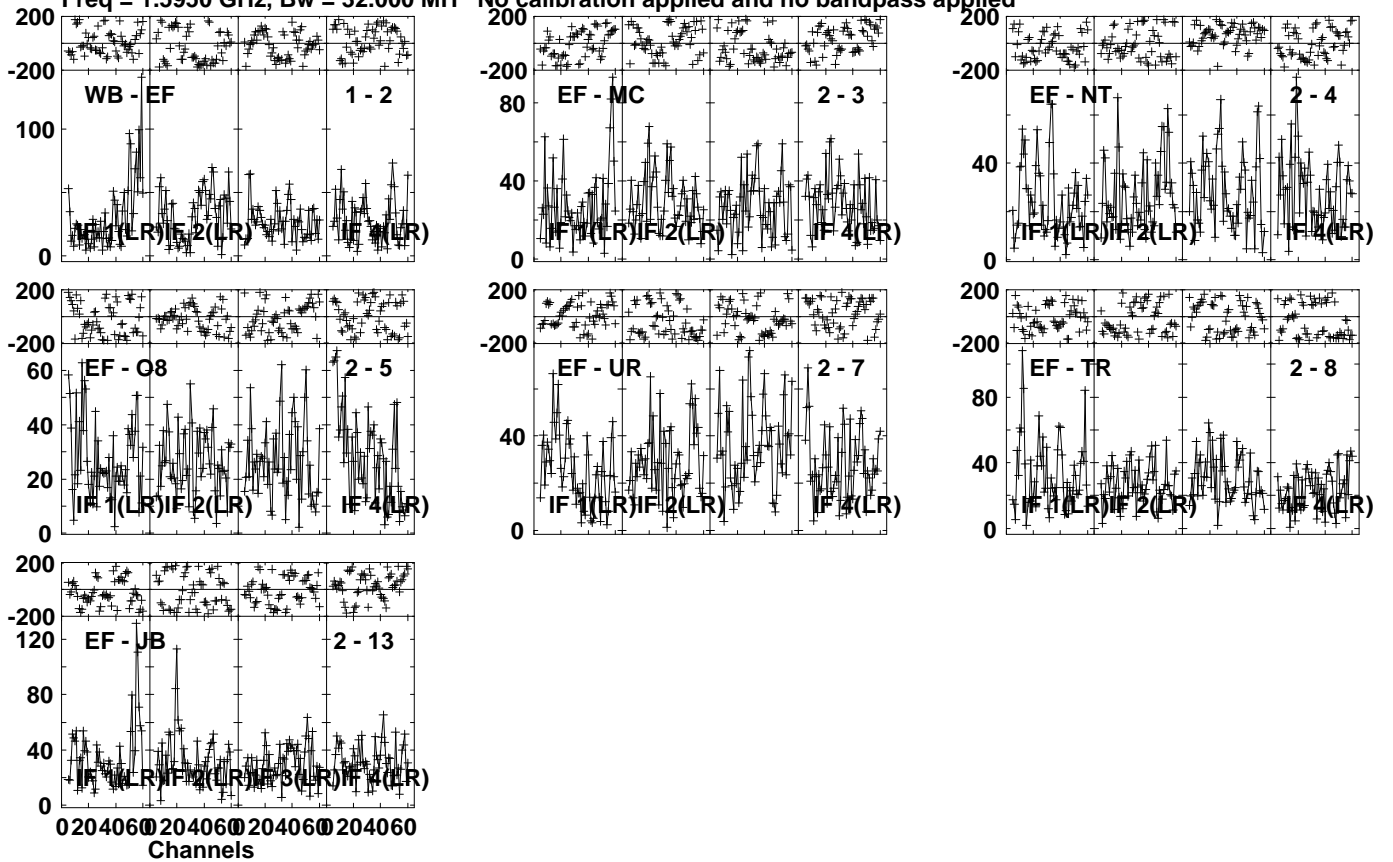 Freq = 1.5950 GHz, Bw = 32.000 MH No calibration applied and no bandpass applied
200
-200
WB - EF 1 - 2
100
0
IF 1(LR) IF 2(LR) IF 4(LR)
200
-200
EF - MC 2 - 3
80
40
0
IF 1(LR) IF 2(LR) IF 4(LR)
200
-200
EF - NT 2 - 4
40
0
IF 1(LR) IF 2(LR) IF 4(LR)
200
-200
EF - O8 2 - 5
60
40
20
0
IF 1(LR) IF 2(LR) IF 4(LR)
200
-200
EF - UR 2 - 7
40
0
IF 1(LR) IF 2(LR) IF 4(LR)
200
-200
EF - TR 2 - 8
80
40
0
IF 1(LR) IF 2(LR) IF 4(LR)
200
-200
EF - JB 2 - 13
120
80
40
0
IF 1(LR) IF 2(LR) IF 3(LR) IF 4(LR)
0 20 40 60 0 20 40 60 0 20 40 60 0 20 40 60
Channels